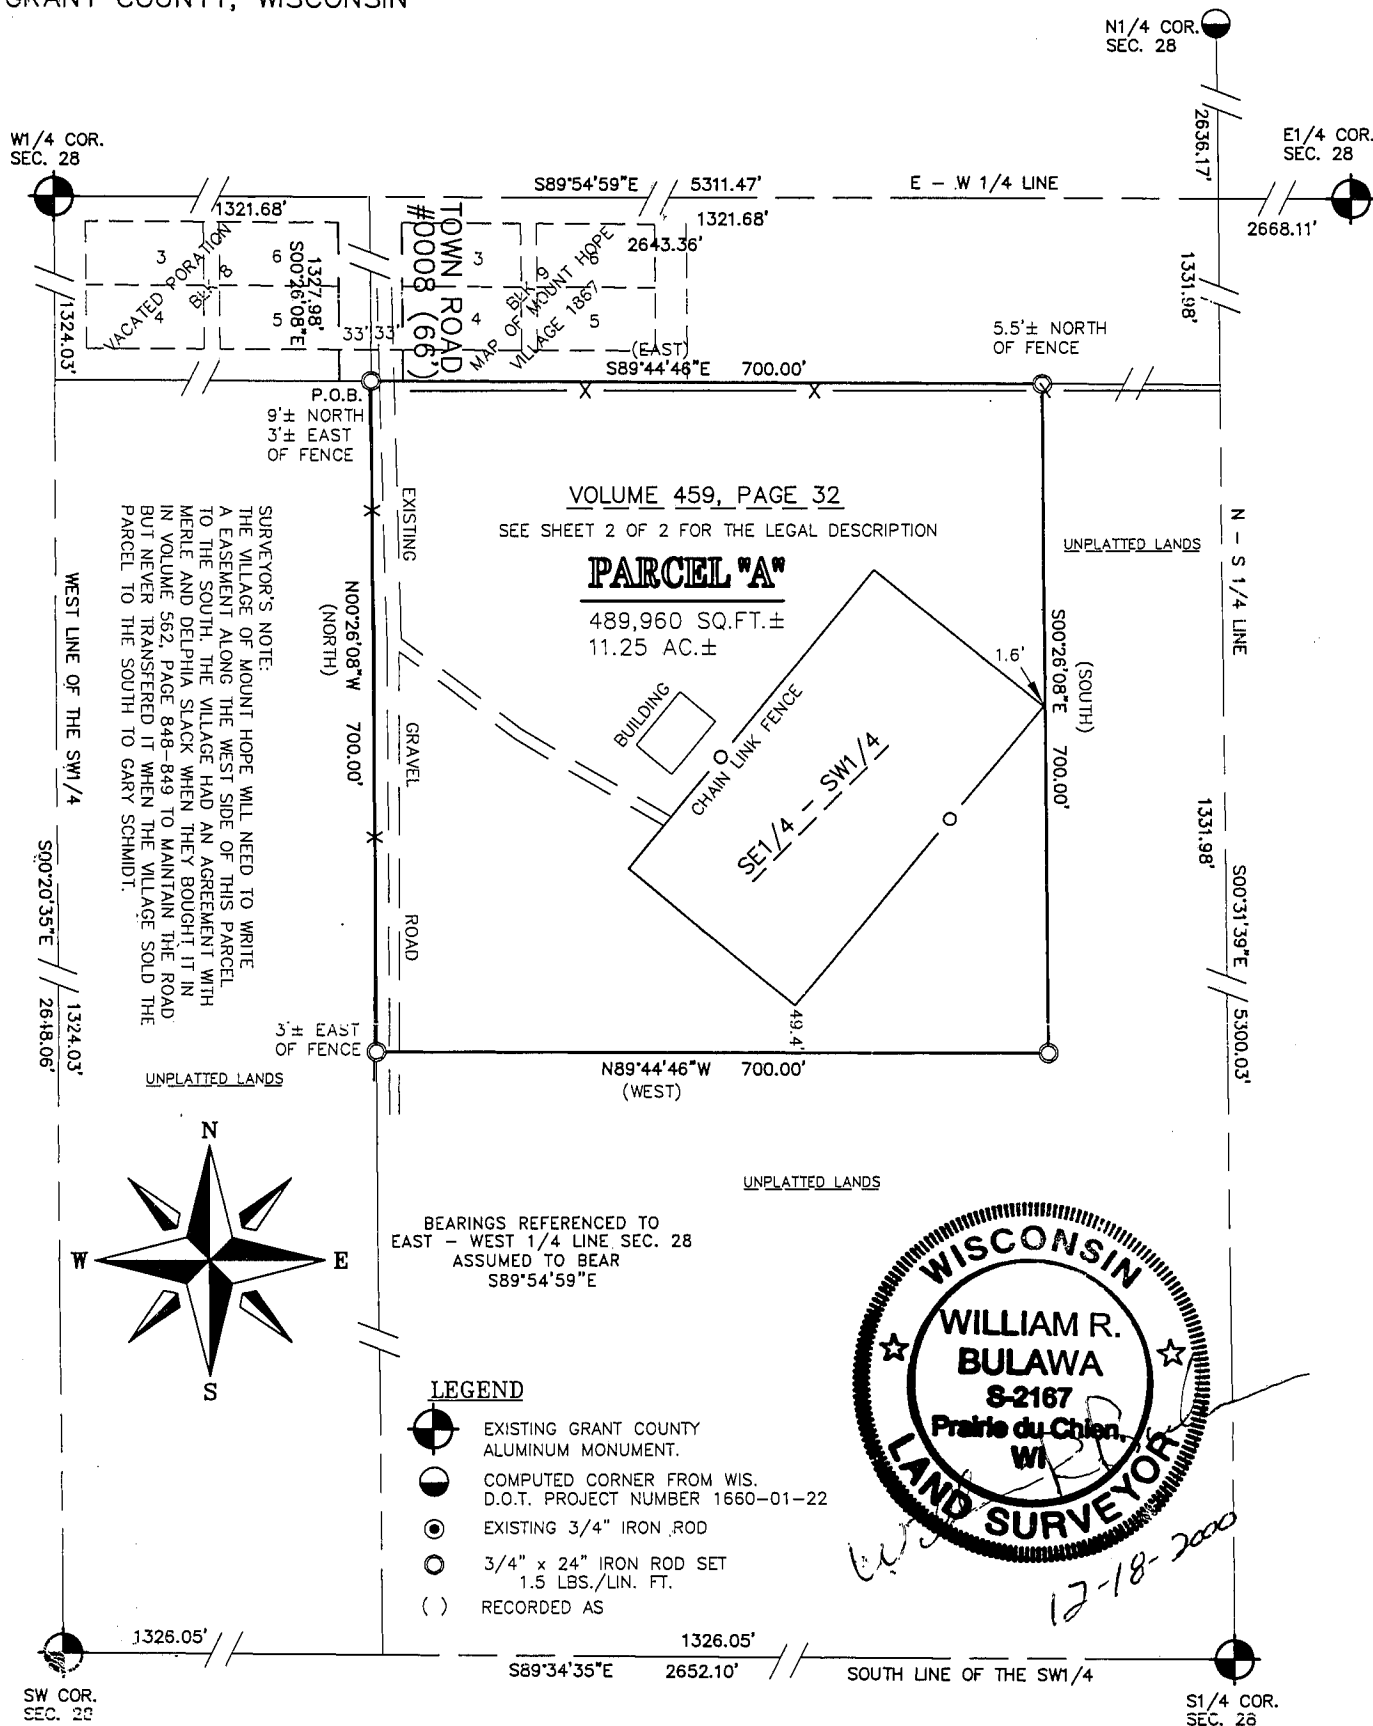 GRANT COUNTY, WISCONSIN
N1/4 COR.
SEC. 28
W1/4 COR.
SEC. 28
E1/4 COR.
SEC. 28
2636.17'
S89°54'59"E 5311.47'
E - W 1/4 LINE
1321.68'
1321.68'
2643.36'
2668.11'
3
6
4
5
VACATED PORATION
BLK 8
1327.98'
S00°26'08"E
33' 33'
TOWN ROAD
#0008 (66')
3
6
4
5
BLK 9
MAP OF MOUNT HOPE
VILLAGE 1867
1324.03'
1331.98'
5.5'± NORTH
OF FENCE
(EAST)
S89°44'46"E 700.00'
P.O.B.
9'± NORTH
3'± EAST
OF FENCE
VOLUME 459, PAGE 32
SEE SHEET 2 OF 2 FOR THE LEGAL DESCRIPTION
PARCEL "A"
489,960 SQ.FT.±
11.25 AC.±
UNPLATTED LANDS
N - S 1/4 LINE
EXISTING
GRAVEL
ROAD
N00°26'08"W 700.00'
(NORTH)
SURVEYOR'S NOTE:
THE VILLAGE OF MOUNT HOPE WILL NEED TO WRITE
A EASEMENT ALONG THE WEST SIDE OF THIS PARCEL
TO THE SOUTH. THE VILLAGE HAD AN AGREEMENT WITH
MERLE AND DELPHIA SLACK WHEN THEY BOUGHT IT IN
IN VOLUME 562, PAGE 848-849 TO MAINTAIN THE ROAD
BUT NEVER TRANSFERED IT WHEN THE VILLAGE SOLD THE
PARCEL TO THE SOUTH TO GARY SCHMIDT.
WEST LINE OF THE SW1/4
S00°20'35"E
1324.03'
2648.06'
BUILDING
CHAIN LINK FENCE
SE1/4 - SW1/4
1.6'
(SOUTH)
S00°26'08"E 700.00'
1331.98'
S00°31'39"E
5300.03'
49.4'
3'± EAST
OF FENCE
N89°44'46"W 700.00'
(WEST)
UNPLATTED LANDS
UNPLATTED LANDS
N
W
E
S
BEARINGS REFERENCED TO
EAST - WEST 1/4 LINE SEC. 28
ASSUMED TO BEAR
S89°54'59"E
WISCONSIN
WILLIAM R.
BULAWA
S-2167
Prairie du Chien,
WI
LAND SURVEYOR
12-18-2000
LEGEND
EXISTING GRANT COUNTY
ALUMINUM MONUMENT.
COMPUTED CORNER FROM WIS.
D.O.T. PROJECT NUMBER 1660-01-22
EXISTING 3/4" IRON ROD
3/4" x 24" IRON ROD SET
1.5 LBS./LIN. FT.
( ) RECORDED AS
1326.05'
1326.05'
S89°34'35"E 2652.10'
SOUTH LINE OF THE SW1/4
SW COR.
SEC. 28
S1/4 COR.
SEC. 28